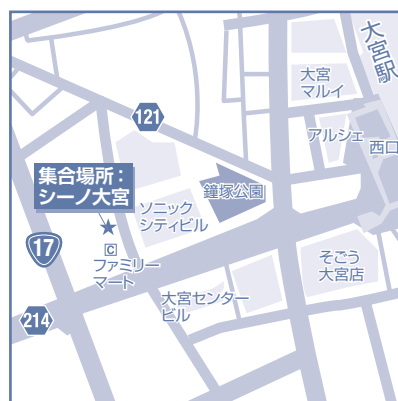 大宮駅
大宮
マルイ
121
アルシェ
西口
集合場所：
シーノ大宮
鐘塚公園
ソニック
シティビル
17
C
ファミリー
マート
そごう
大宮店
大宮センター
ビル
214